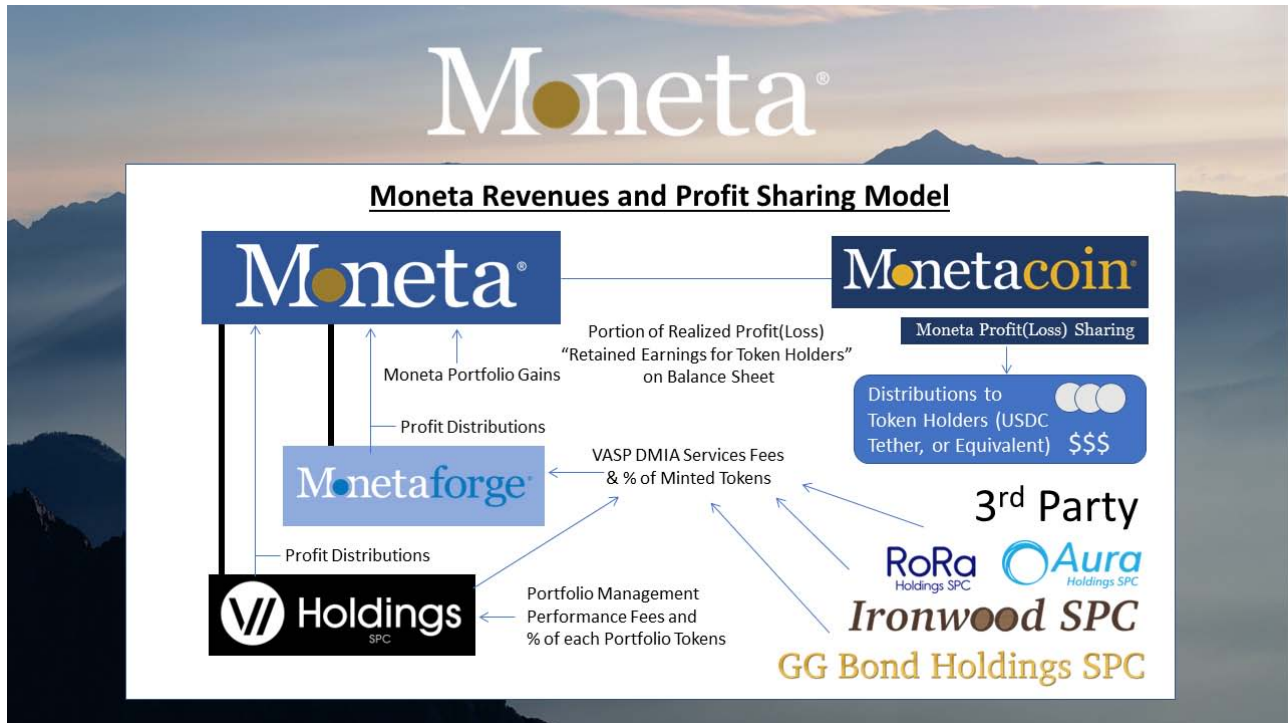 Moneta®
Moneta Revenues and Profit Sharing Model
Moneta®
Monetacoin®
Moneta Profit(Loss) Sharing
Portion of Realized Profit(Loss)
“Retained Earnings for Token Holders”
on Balance Sheet
Moneta Portfolio Gains
Distributions to
Token Holders (USDC
Tether, or Equivalent)
$$$
Profit Distributions
Monetaforge®
VASP DMIA Services Fees
& % of Minted Tokens
3rd Party
RoRa
Holdings SPC
Aura
Holdings SPC
Ironwood SPC
GG Bond Holdings SPC
Profit Distributions
VII Holdings
SPC
Portfolio Management
Performance Fees and
% of each Portfolio Tokens